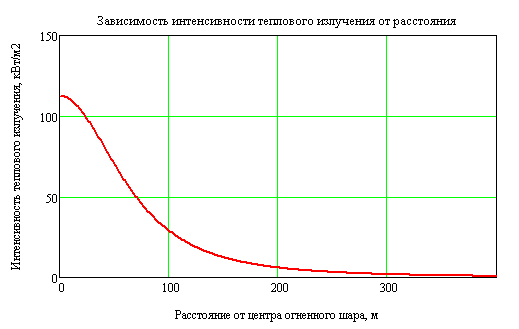 Зависимость интенсивности теплового излучения от расстояния
Интенсивность теплового излучения, кВт/м2
150
100
50
0
0
100
200
300
Расстояние от центра огненного шара, м